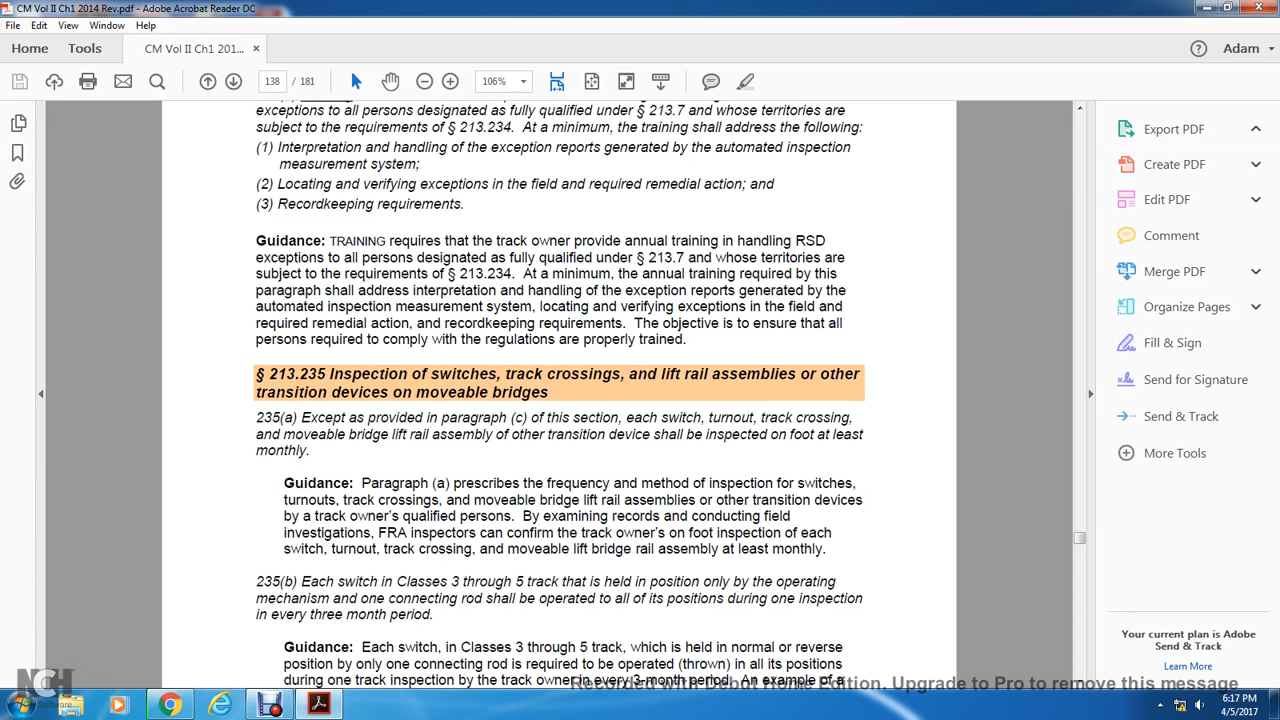 CM Vol II Ch1 2014 Rev.pdf - Adobe Acrobat Reader DC
File Edit View Window Help
Home Tools CM Vol II Ch1 201... × Adam
138 / 181 106%
exceptions to all persons designated as fully qualified under § 213.7 and whose territories are
subject to the requirements of § 213.234. At a minimum, the training shall address the following:
(1) Interpretation and handling of the exception reports generated by the automated inspection
measurement system;
(2) Locating and verifying exceptions in the field and required remedial action; and
(3) Recordkeeping requirements.
Guidance: TRAINING requires that the track owner provide annual training in handling RSD
exceptions to all persons designated as fully qualified under § 213.7 and whose territories are
subject to the requirements of § 213.234. At a minimum, the annual training required by this
paragraph shall address interpretation and handling of the exception reports generated by the
automated inspection measurement system, locating and verifying exceptions in the field and
required remedial action, and recordkeeping requirements. The objective is to ensure that all
persons required to comply with the regulations are properly trained.
§ 213.235 Inspection of switches, track crossings, and lift rail assemblies or other
transition devices on moveable bridges
235(a) Except as provided in paragraph (c) of this section, each switch, turnout, track crossing,
and moveable bridge lift rail assembly of other transition device shall be inspected on foot at least
monthly.
Guidance: Paragraph (a) prescribes the frequency and method of inspection for switches,
turnouts, track crossings, and moveable bridge lift rail assemblies or other transition devices
by a track owner's qualified persons. By examining records and conducting field
investigations, FRA inspectors can confirm the track owner's on foot inspection of each
switch, turnout, track crossing, and moveable lift bridge rail assembly at least monthly.
235(b) Each switch in Classes 3 through 5 track that is held in position only by the operating
mechanism and one connecting rod shall be operated to all of its positions during one inspection
in every three month period.
Guidance: Each switch, in Classes 3 through 5 track, which is held in normal or reverse
position by only one connecting rod is required to be operated (thrown) in all its positions
during one track inspection by the track owner in every 3-month period. An example of a
Export PDF
Create PDF
Edit PDF
Comment
Merge PDF
Organize Pages
Fill & Sign
Send for Signature
Send & Track
More Tools
Your current plan is Adobe
Send & Track
Learn More
NCH
Software
Recorded with Debut Home Edition. Upgrade to Pro to remove this message
6:17 PM
4/5/2017